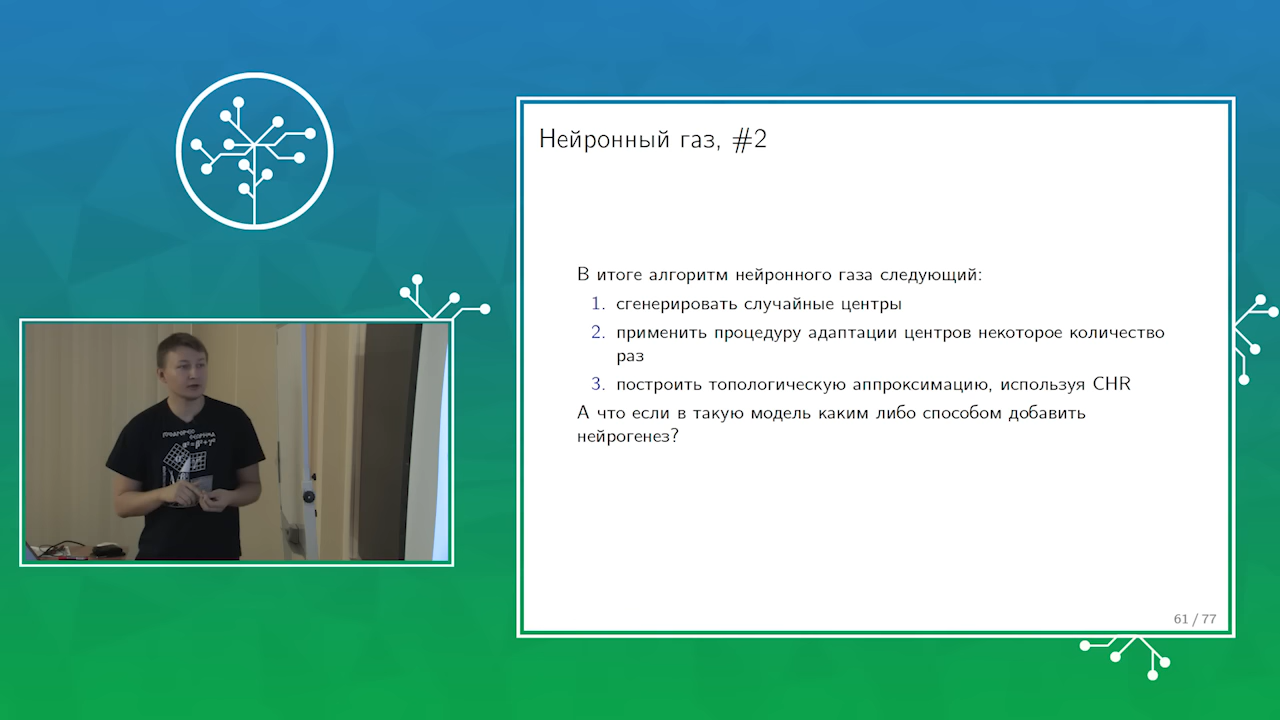 Нейронный газ, #2
В итоге алгоритм нейронного газа следующий:
1. сгенерировать случайные центры
2. применить процедуру адаптации центров некоторое количество
раз
3. построить топологическую аппроксимацию, используя CHR
А что если в такую модель каким либо способом добавить
нейрогенез?
61 / 77